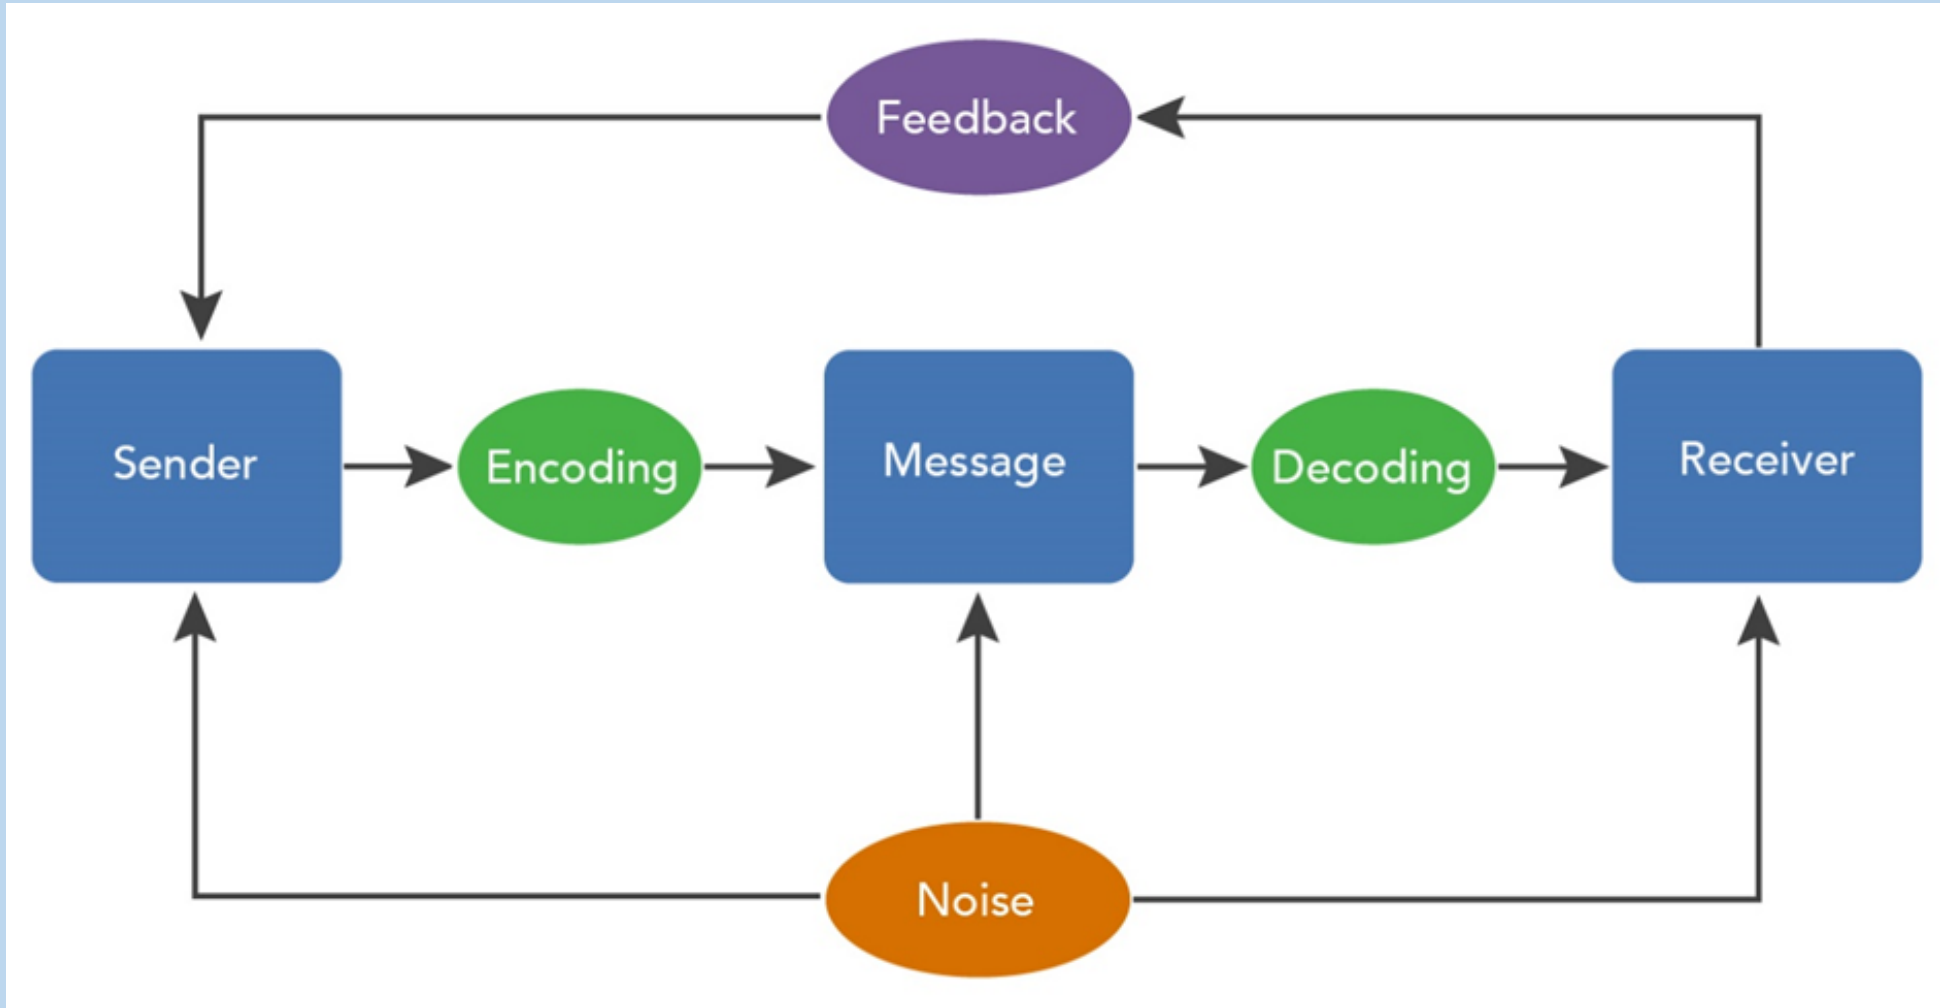 Feedback
Sender
Encoding
Message
Decoding
Receiver
Noise